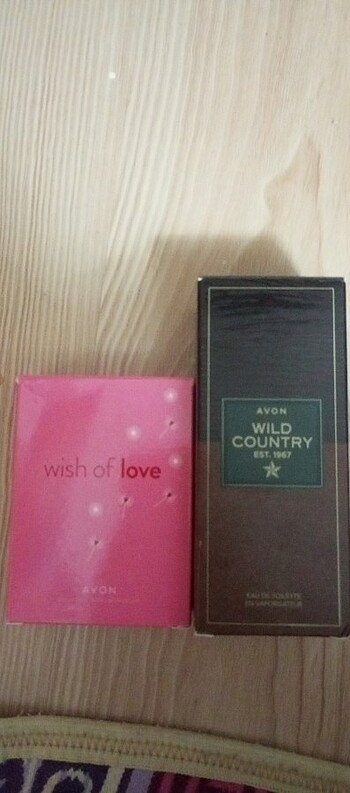 wish of love
AVON
AVON
WILD
COUNTRY
EST. 1967
EAU DE TOILETTE
EN VAPORISATEUR